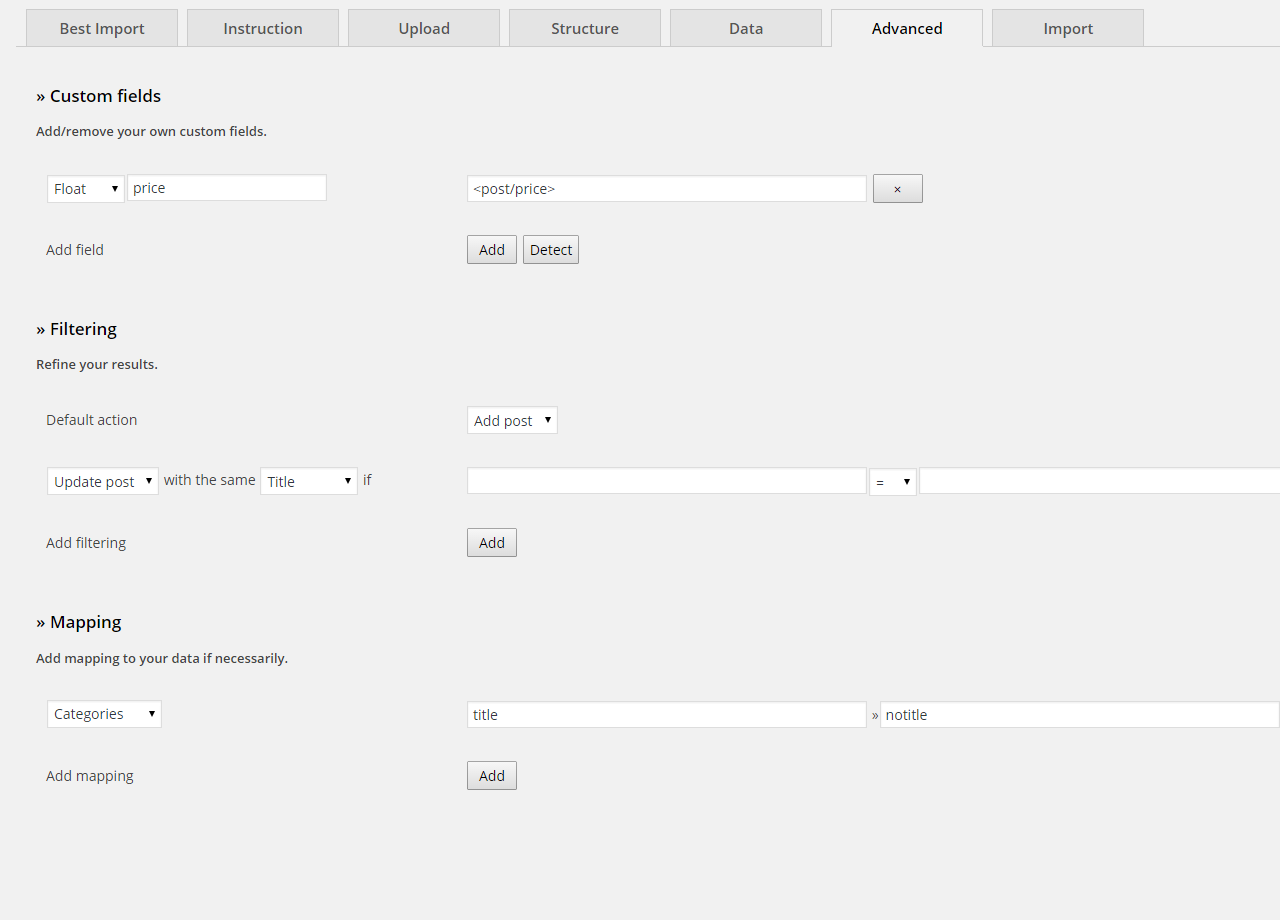 Best Import Instruction Upload Structure Data Advanced Import
» Custom fields
Add/remove your own custom fields.
Float price <post/price> ×
Add field Add Detect
» Filtering
Refine your results.
Default action Add post
Update post with the same Title if =
Add filtering Add
» Mapping
Add mapping to your data if necessarily.
Categories title » notitle
Add mapping Add